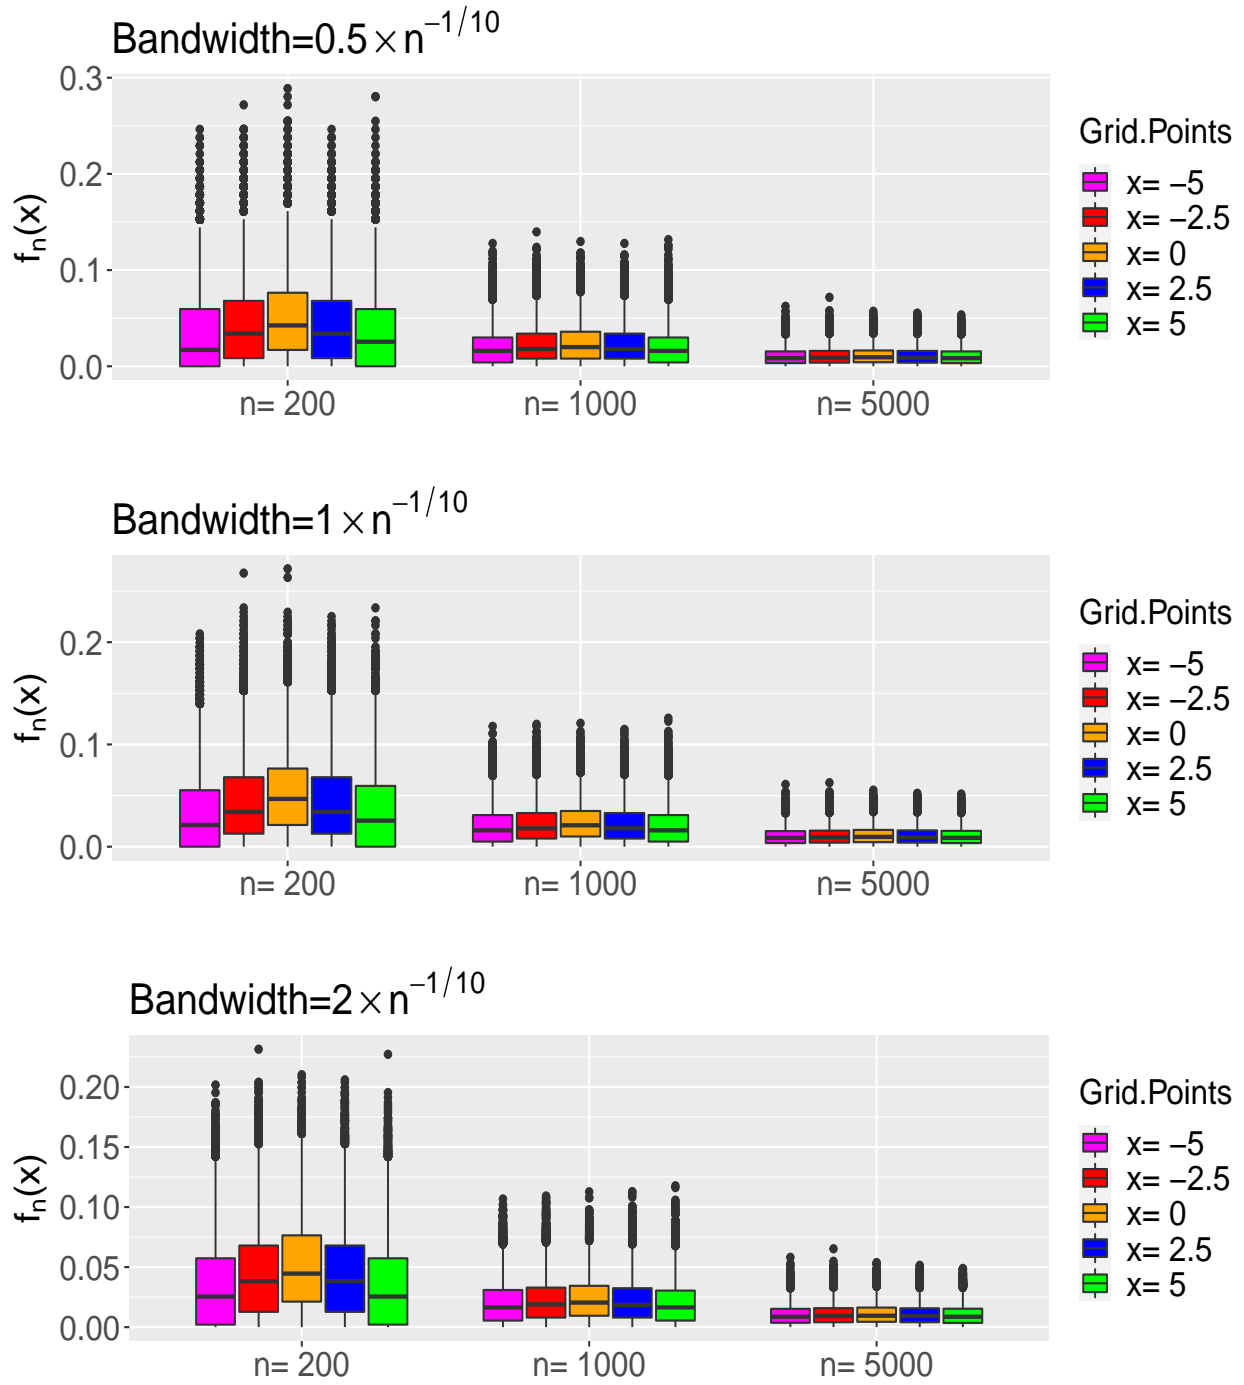 Bandwidth=0.5×n^−1/10
f_n(x)
0.3
0.2
0.1
0.0
n= 200 n= 1000 n= 5000
Grid.Points
x= −5
x= −2.5
x= 0
x= 2.5
x= 5
Bandwidth=1×n^−1/10
f_n(x)
0.2
0.1
0.0
n= 200 n= 1000 n= 5000
Grid.Points
x= −5
x= −2.5
x= 0
x= 2.5
x= 5
Bandwidth=2×n^−1/10
f_n(x)
0.20
0.15
0.10
0.05
0.00
n= 200 n= 1000 n= 5000
Grid.Points
x= −5
x= −2.5
x= 0
x= 2.5
x= 5